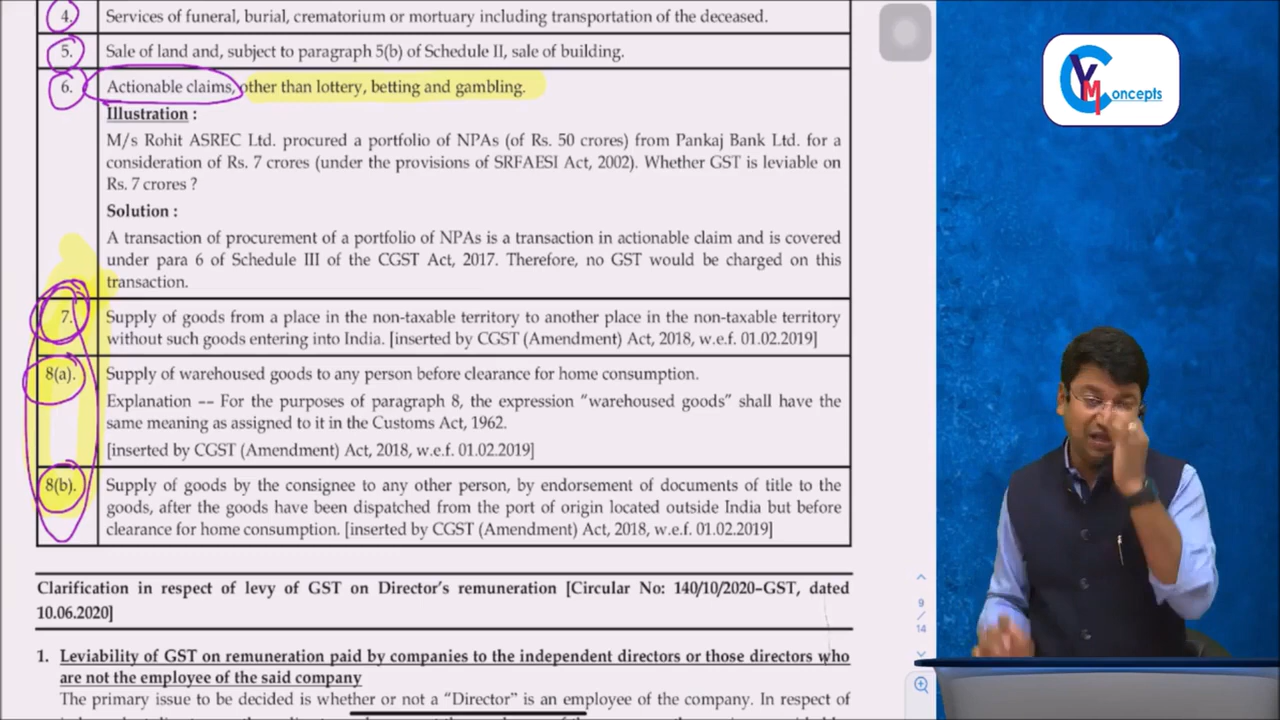 4. Services of funeral, burial, crematorium or mortuary including transportation of the deceased.
5. Sale of land and, subject to paragraph 5(b) of Schedule II, sale of building.
6. Actionable claims, other than lottery, betting and gambling.
Illustration :
M/s Rohit ASREC Ltd. procured a portfolio of NPAs (of Rs. 50 crores) from Pankaj Bank Ltd. for a
consideration of Rs. 7 crores (under the provisions of SRFAESI Act, 2002). Whether GST is leviable on
Rs. 7 crores ?
Solution :
A transaction of procurement of a portfolio of NPAs is a transaction in actionable claim and is covered
under para 6 of Schedule III of the CGST Act, 2017. Therefore, no GST would be charged on this
transaction.
7. Supply of goods from a place in the non-taxable territory to another place in the non-taxable territory
without such goods entering into India. [inserted by CGST (Amendment) Act, 2018, w.e.f. 01.02.2019]
8(a). Supply of warehoused goods to any person before clearance for home consumption.
Explanation -- For the purposes of paragraph 8, the expression “warehoused goods” shall have the
same meaning as assigned to it in the Customs Act, 1962.
[inserted by CGST (Amendment) Act, 2018, w.e.f. 01.02.2019]
8(b). Supply of goods by the consignee to any other person, by endorsement of documents of title to the
goods, after the goods have been dispatched from the port of origin located outside India but before
clearance for home consumption. [inserted by CGST (Amendment) Act, 2018, w.e.f. 01.02.2019]
Clarification in respect of levy of GST on Director’s remuneration [Circular No: 140/10/2020–GST, dated
10.06.2020]
1. Leviability of GST on remuneration paid by companies to the independent directors or those directors who
are not the employee of the said company
The primary issue to be decided is whether or not a “Director” is an employee of the company. In respect of
9
/
14
YMC oncepts